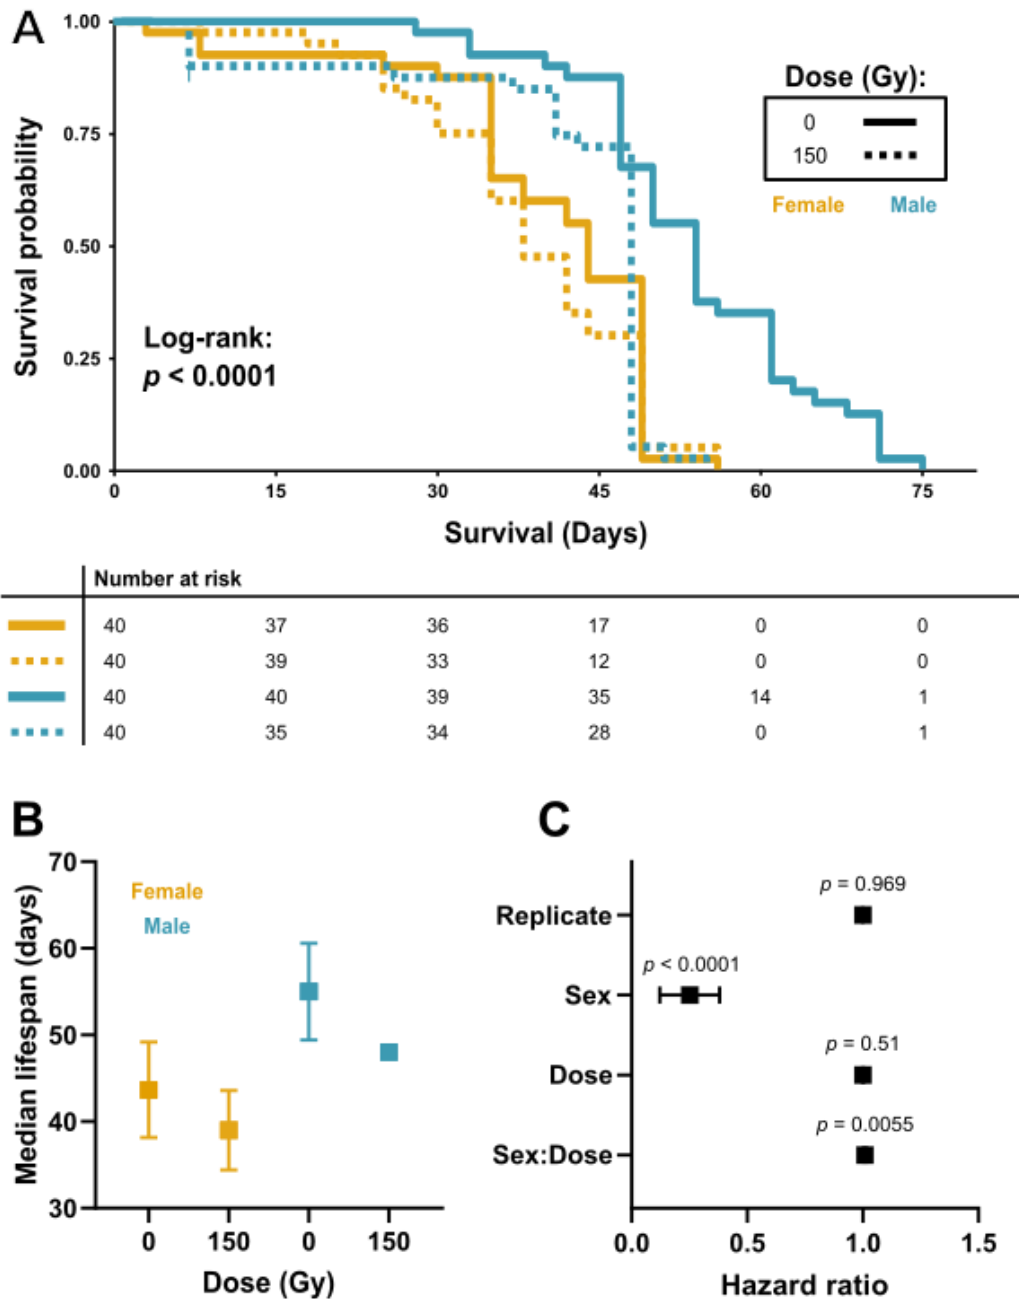 A
1.00
0.75
0.50
0.25
0.00
Survival probability
Dose (Gy):
0
150
Female Male
Log-rank:
p < 0.0001
0 15 30 45 60 75
Survival (Days)
Number at risk
40 37 36 17 0 0
40 39 33 12 0 0
40 40 39 35 14 1
40 35 34 28 0 1
B
70
60
50
40
30
Median lifespan (days)
Female
Male
0 150 0 150
Dose (Gy)
C
p = 0.969
Replicate
p < 0.0001
Sex
p = 0.51
Dose
p = 0.0055
Sex:Dose
0.0 0.5 1.0 1.5
Hazard ratio